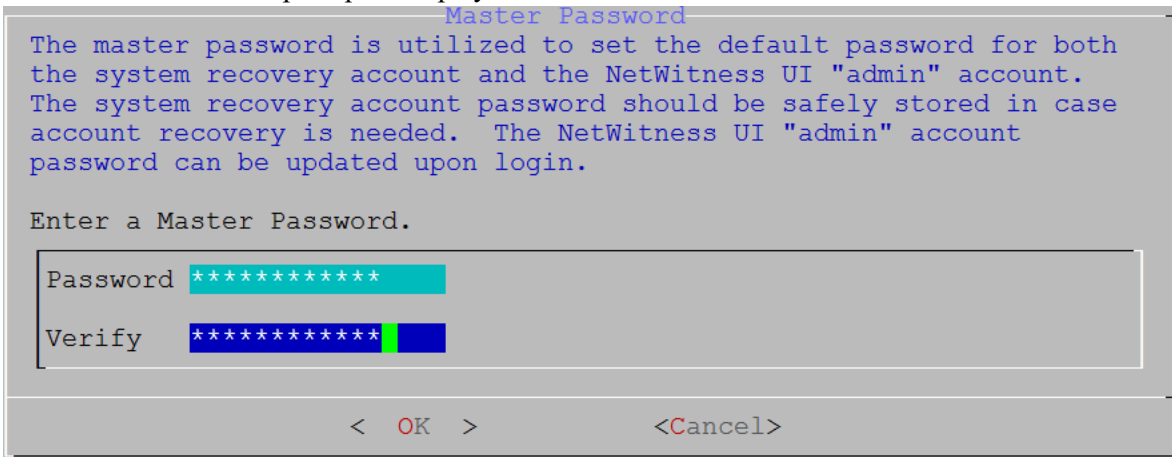 Master Password
The master password is utilized to set the default password for both
the system recovery account and the NetWitness UI "admin" account.
The system recovery account password should be safely stored in case
account recovery is needed.  The NetWitness UI "admin" account
password can be updated upon login.
Enter a Master Password.
Password ************
Verify ************
< OK > <Cancel>